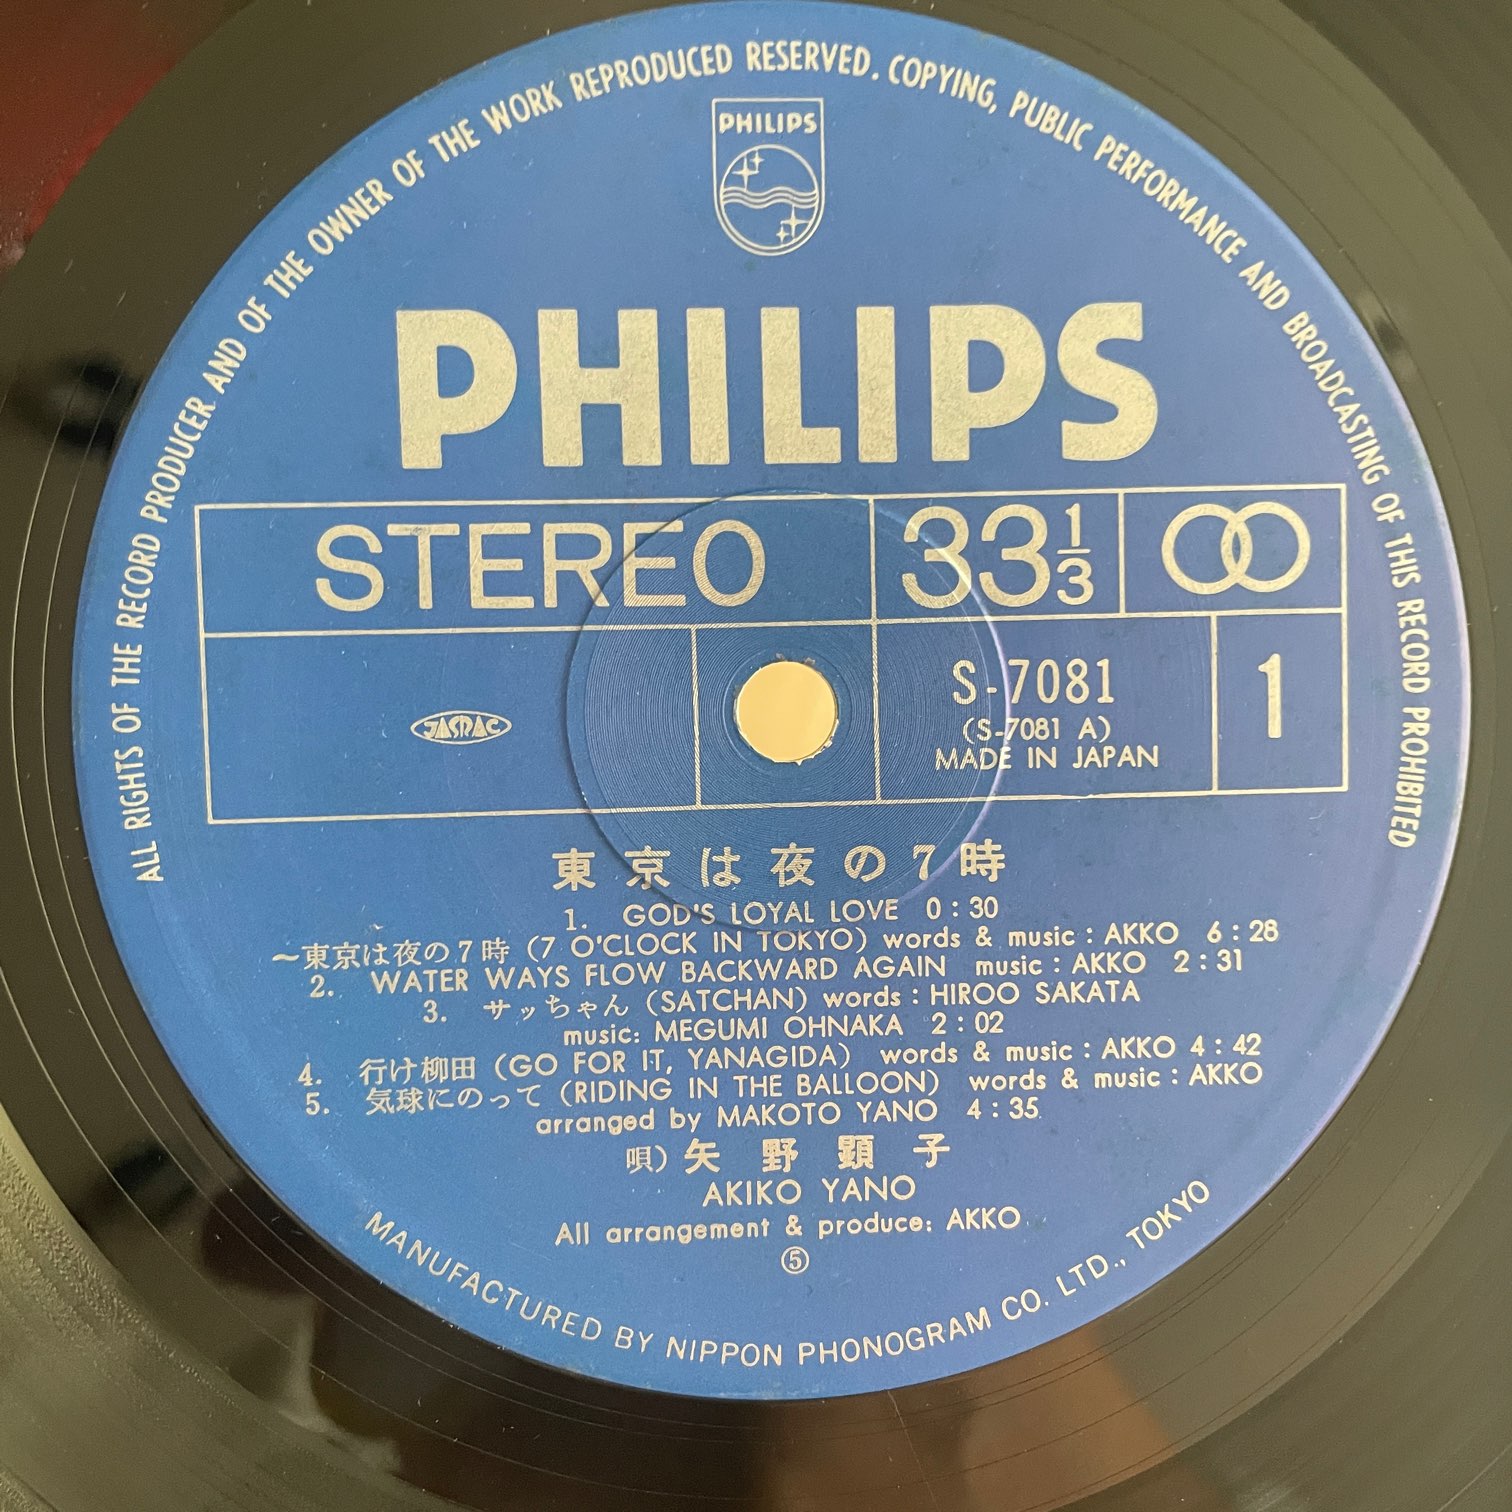 ALL RIGHTS OF THE RECORD PRODUCER AND OF THE OWNER OF THE WORK REPRODUCED RESERVED. COPYING, PUBLIC PERFORMANCE AND BROADCASTING OF THIS RECORD PROHIBITED
PHILIPS
PHILIPS
STEREO 33 1/3
JASRAC
S-7081 1
(S-7081 A)
MADE IN JAPAN
東京は夜の7時
1. GOD'S LOYAL LOVE 0:30
〜東京は夜の7時 (7 O'CLOCK IN TOKYO) words & music: AKKO 6:28
2. WATER WAYS FLOW BACKWARD AGAIN music: AKKO 2:31
3. サッちゃん (SATCHAN) words: HIROO SAKATA
music: MEGUMI OHNAKA 2:02
4. 行け柳田 (GO FOR IT, YANAGIDA) words & music: AKKO 4:42
5. 気球にのって (RIDING IN THE BALLOON) words & music: AKKO
arranged by MAKOTO YANO 4:35
唄) 矢野顕子
AKIKO YANO
All arrangement & produce: AKKO
⑤
MANUFACTURED BY NIPPON PHONOGRAM CO. LTD., TOKYO